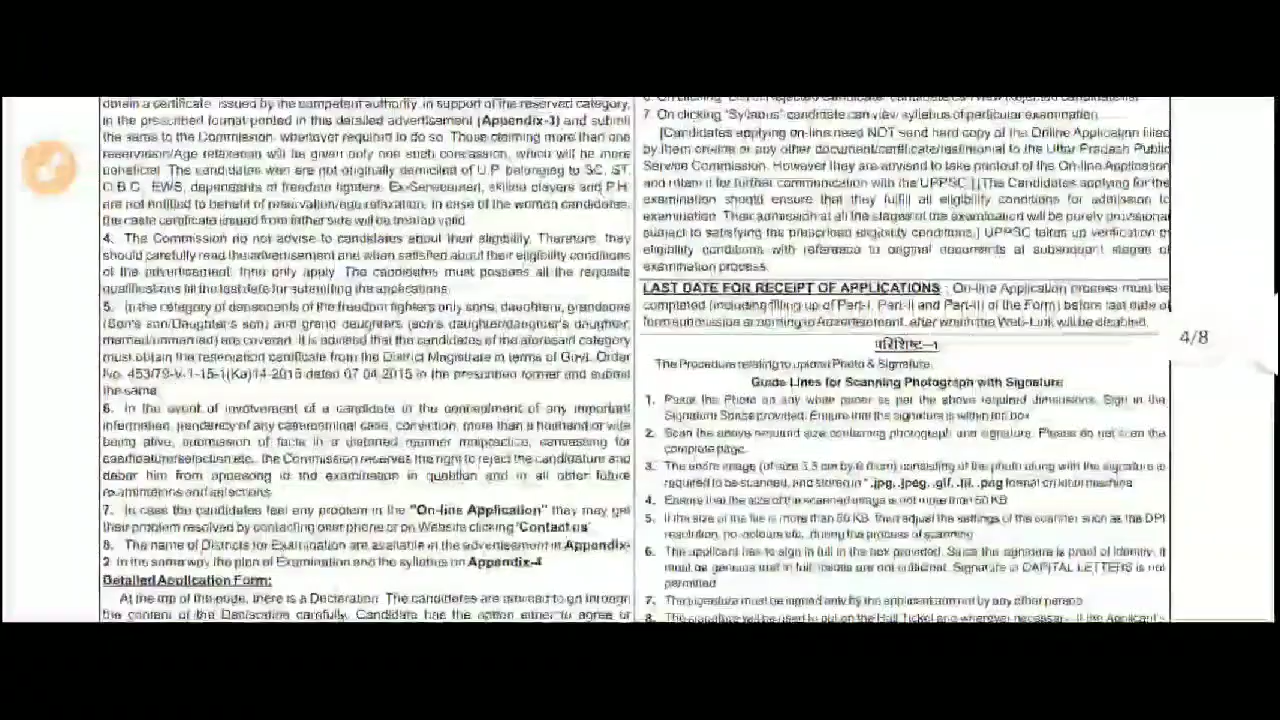 obtain a certificate issued by the competent authority in support of the reserved category,
in the prescribed format printed in this detailed advertisement (Appendix-3) and submit
the same to the Commission, whenever required to do so. Those claiming more than one
reservation/Age relaxation will be given only one such concession, which will be more
beneficial. The candidates who are not originally domiciled of U.P. belonging to SC, ST,
O.B.C., EWS, dependents of freedom fighters, Ex-Servicemen, skilled players and P.H.
are not entitled to benefit of reservation/age relaxation. In case of the women candidates,
the caste certificate issued from father side will be treated valid.
4. The Commission do not advise to candidates about their eligibility. Therefore, they
should carefully read the advertisement and when satisfied about their eligibility conditions
of the advertisement, then only apply. The candidates must possess all the requisite
qualifications till the last date for submitting the applications.
5. In the category of dependents of the freedom fighters only sons, daughters, grandsons
(Son's son/Daughter's son) and grand daughters (son's daughter/daughter's daughter,
married/unmarried) are covered. It is advised that the candidates of the aforesaid category
must obtain the reservation certificate from the District Magistrate in terms of Govt. Order
No. 453/79-V-1-15-1(Ka)14-2015 dated 07.04.2015 in the prescribed format and submit
the same.
6. In the event of involvement of a candidate in the concealment of any important
information, pendency of any case/criminal case, conviction, more than a husband or wife
being alive, submission of facts in a distorted manner, malpractice, canvassing for
candidature/selection etc, the Commission reserves the right to reject the candidature and
debar him from appearing in the examination in question and in all other future
examinations and selections.
7. In case the candidates feel any problem in the "On-line Application" they may get
their problem resolved by contacting over phone or on Website clicking 'Contact us'
8. The name of Districts for Examination are available in the advertisement in Appendix-
2. In the same way the plan of Examination and the syllabus on Appendix-4
Detailed Application Form:
At the top of the page, there is a Declaration. The candidates are advised to go through
the content of the Declaration carefully. Candidate has the option either to agree or
7. On clicking "Syllabus" candidate can view syllabus of particular examination.
[Candidates applying on-line need NOT send hard copy of the Online Application filled
by them on-line or any other document/certificate/testimonial to the Uttar Pradesh Public
Service Commission. However they are advised to take printout of the On-line Application
and retain it for further communication with the UPPSC.] [The Candidates applying for the
examination should ensure that they fulfil all eligibility conditions for admission to
examination. Their admission at all the stages of the examination will be purely provisional
subject to satisfying the prescribed eligibility conditions.] UPPSC takes up verification of
eligibility conditions with reference to original documents at subsequent stages of
examination process.
LAST DATE FOR RECEIPT OF APPLICATIONS : On-line Application process must be
completed (including filling up of Part-I, Part-II and Part-III of the Form) before last date of
form submission according to Advertisement, after which the Web-Link will be disabled.
4/8
परिशिष्ट-1
The Procedure relating to upload Photo & Signature.
Guide Lines for Scanning Photograph with Signature
1. Paste the Photo on any white paper as per the above required dimensions. Sign in the
Signature Space provided. Ensure that the signature is within the box
2. Scan the above required size containing photograph and signature. Please do not scan the
complete page.
3. The entire image (of size 3.5 cm by 6 cm) consisting of the photo along with the signature is
required to be scanned, and stored in * .jpg, .jpeg, .gif, .tif, .png format on local machine
4. Ensure that the size of the scanned image is not more than 50 KB
5. If the size of the file is more than 50 KB, then adjust the settings of the scanner such as the DPI
resolution, no. colours etc., during the process of scanning
6. The applicant has to sign in full in the box provided. Since the signature is proof of identity, it
must be genuine and in full; initials are not sufficient. Signature in CAPITAL LETTERS is not
permitted
7. The signature must be signed only by the applicant and not by any other person
8. The signature will be used to put on the Hall Ticket and wherever necessary. If the Applicant's